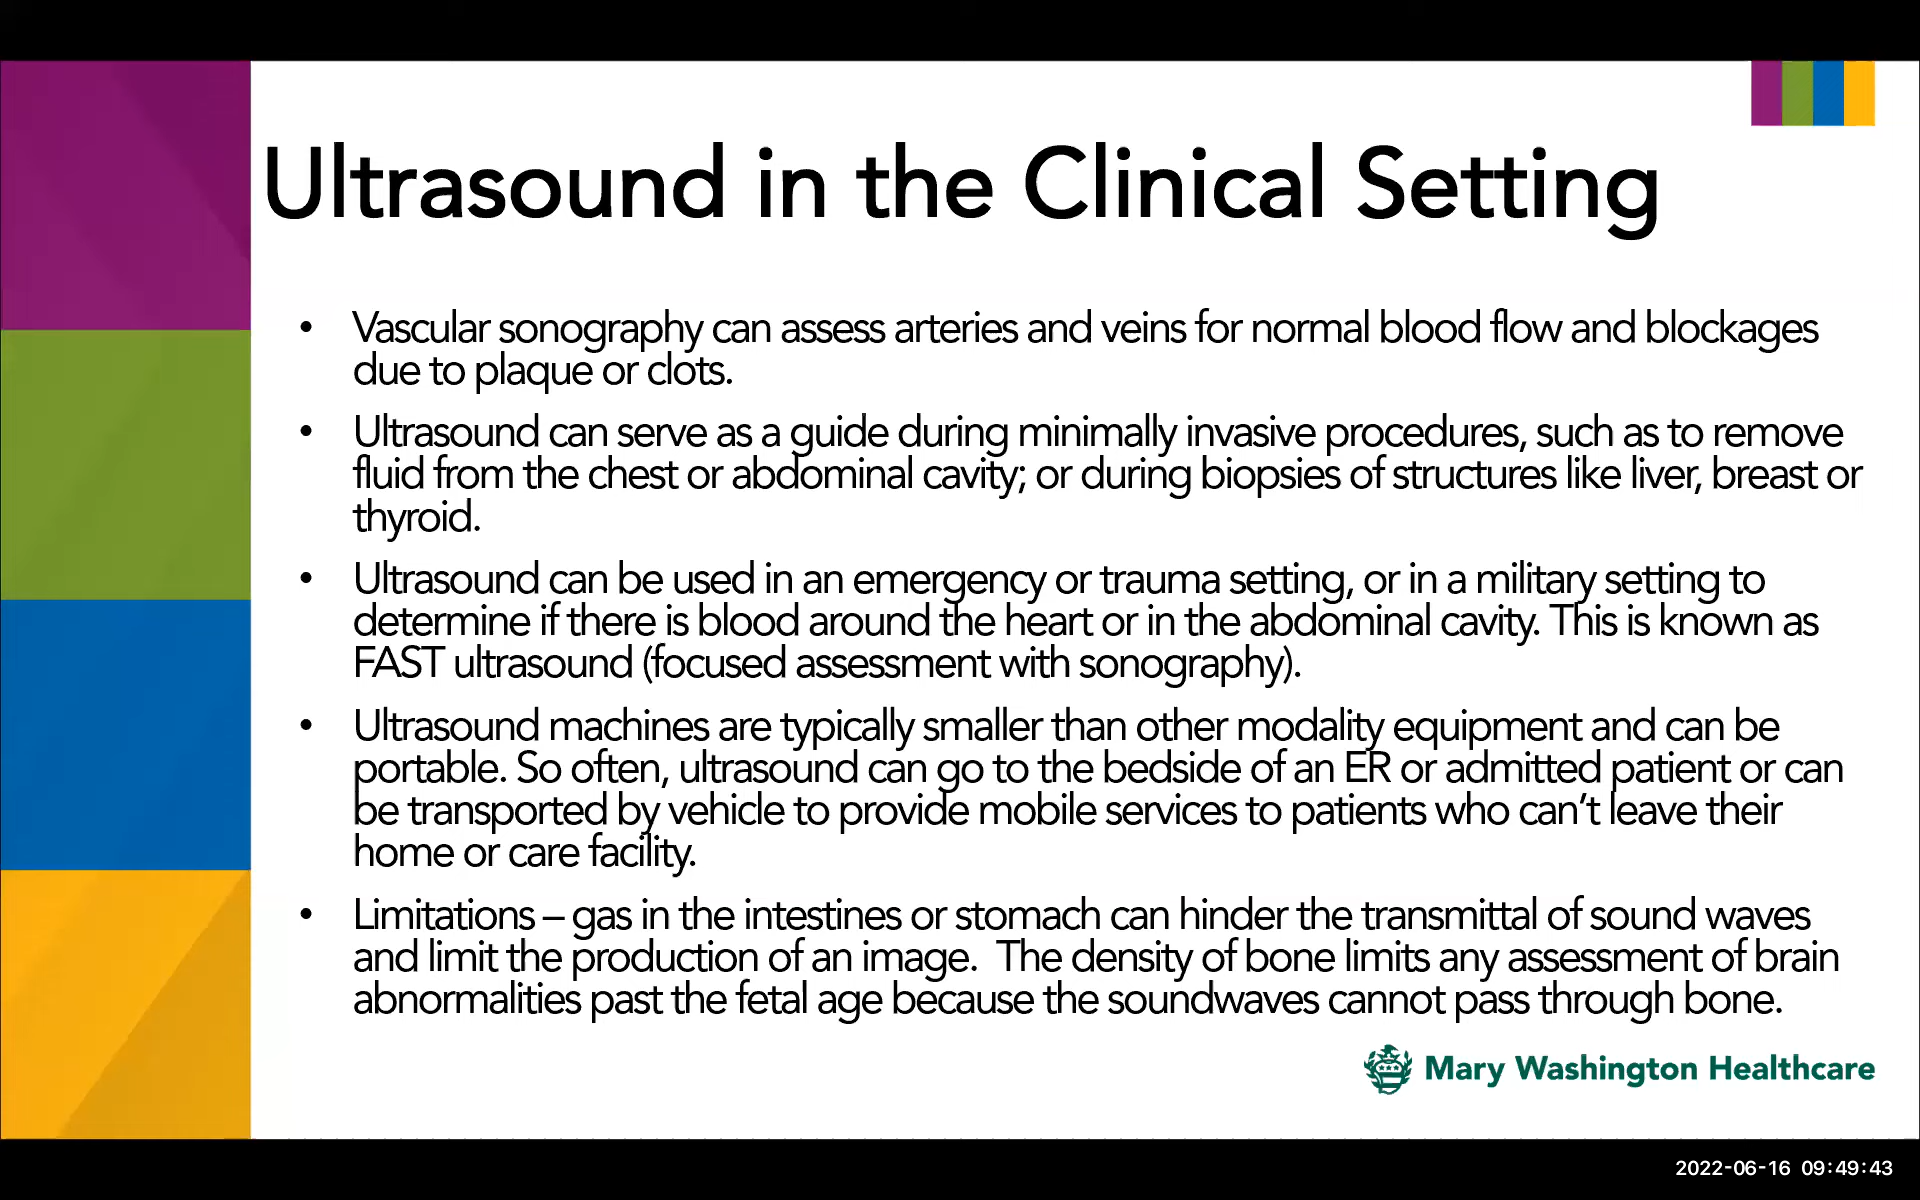 Ultrasound in the Clinical Setting
• Vascular sonography can assess arteries and veins for normal blood flow and blockages
due to plaque or clots.
• Ultrasound can serve as a guide during minimally invasive procedures, such as to remove
fluid from the chest or abdominal cavity; or during biopsies of structures like liver, breast or
thyroid.
• Ultrasound can be used in an emergency or trauma setting, or in a military setting to
determine if there is blood around the heart or in the abdominal cavity. This is known as
FAST ultrasound (focused assessment with sonography).
• Ultrasound machines are typically smaller than other modality equipment and can be
portable. So often, ultrasound can go to the bedside of an ER or admitted patient or can
be transported by vehicle to provide mobile services to patients who can’t leave their
home or care facility.
• Limitations – gas in the intestines or stomach can hinder the transmittal of sound waves
and limit the production of an image.  The density of bone limits any assessment of brain
abnormalities past the fetal age because the soundwaves cannot pass through bone.
Mary Washington Healthcare
2022-06-16 09:49:43